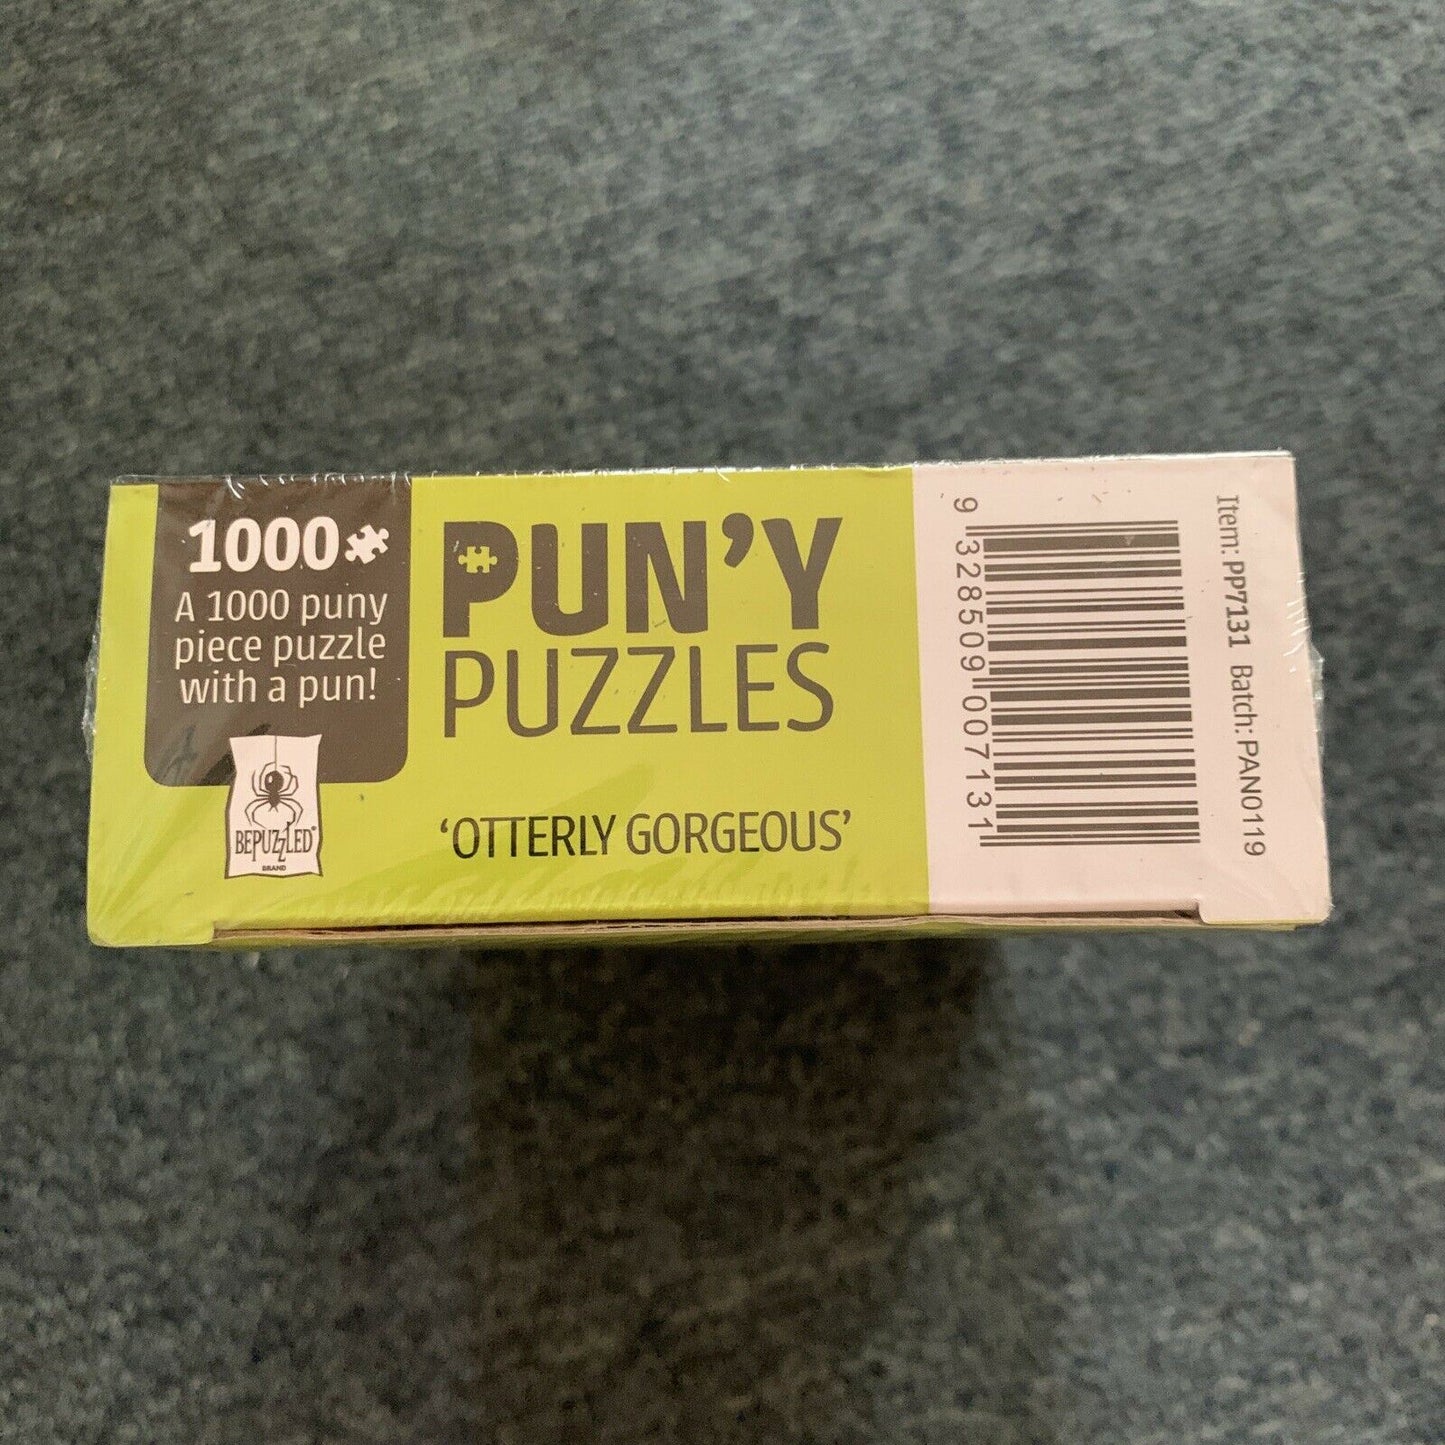 1000
A 1000 puny
piece puzzle
with a pun!
BEPUZZLED
BRAND
PUN'Y
PUZZLES
‘OTTERLY GORGEOUS’
9 328509 007131
Item: PP7131 Batch: PAN0119